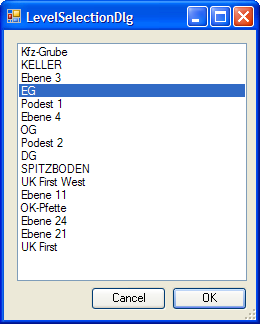 LevelSelectionDlg
Kfz-Grube
KELLER
Ebene 3
EG
Podest 1
Ebene 4
OG
Podest 2
DG
SPITZBODEN
UK First West
Ebene 11
OK-Pfette
Ebene 24
Ebene 21
UK First
Cancel OK